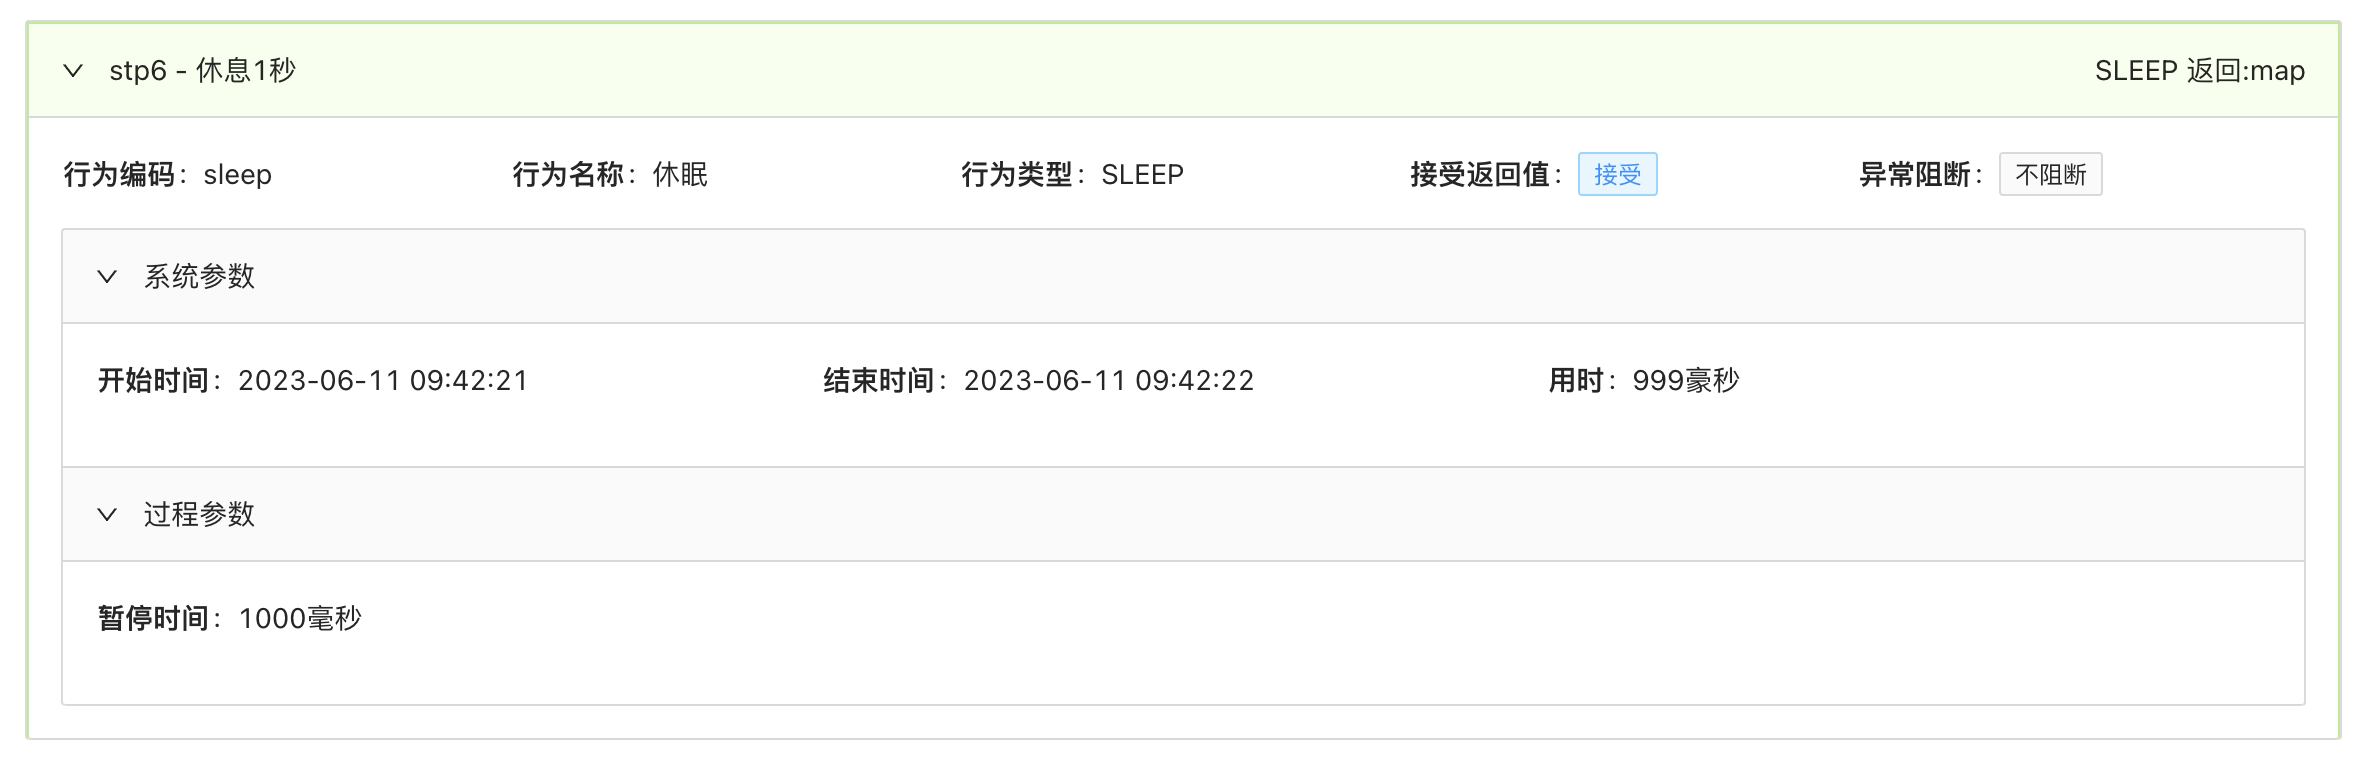 stp6 - 休息1秒 SLEEP 返回:map
行为编码： sleep 行为名称： 休眠 行为类型： SLEEP 接受返回值： 接受 异常阻断： 不阻断
系统参数
开始时间： 2023-06-11 09:42:21 结束时间： 2023-06-11 09:42:22 用时： 999豪秒
过程参数
暂停时间： 1000毫秒